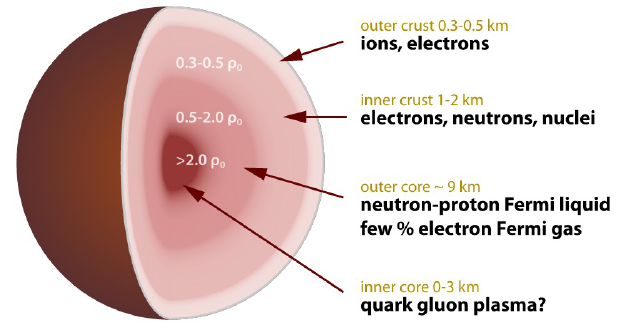 outer crust 0.3-0.5 km
ions, electrons
0.3-0.5 ρ₀
inner crust 1-2 km
electrons, neutrons, nuclei
0.5-2.0 ρ₀
>2.0 ρ₀
outer core ~ 9 km
neutron-proton Fermi liquid
few % electron Fermi gas
inner core 0-3 km
quark gluon plasma?